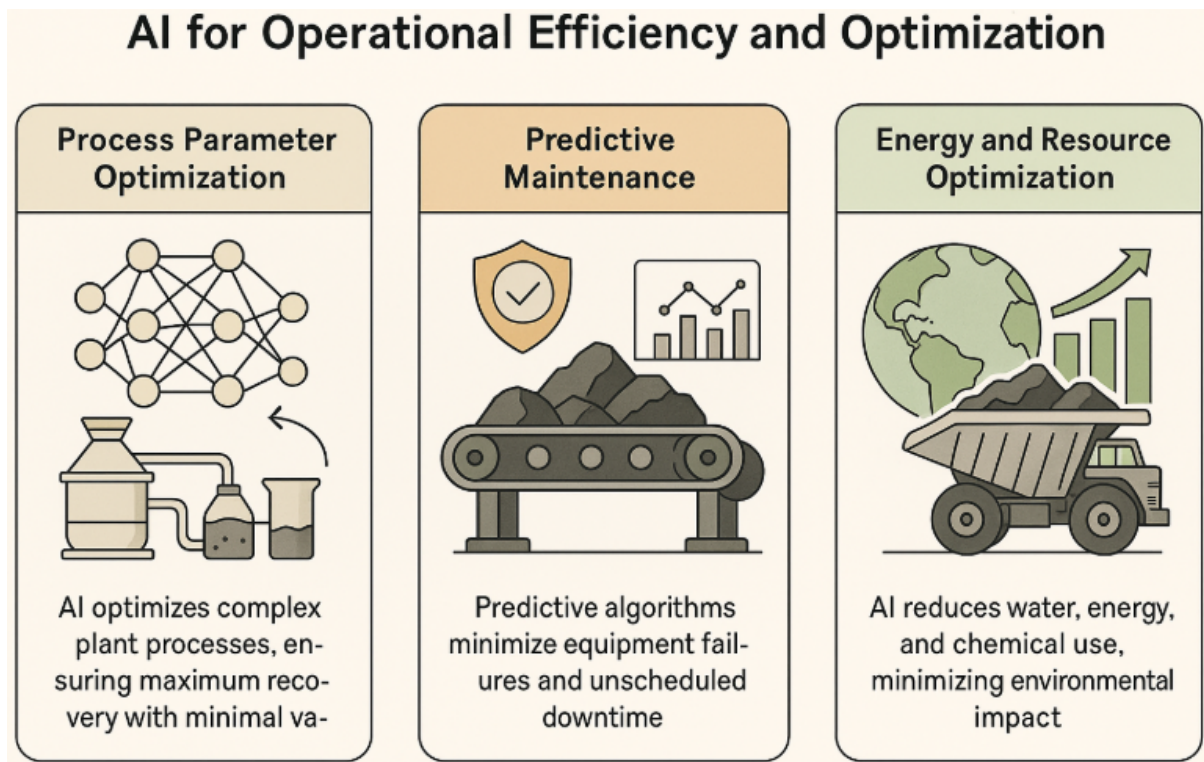 AI for Operational Efficiency and Optimization
Process Parameter
Optimization
AI optimizes complex
plant processes, en-
suring maximum reco-
very with minimal va-
Predictive
Maintenance
Predictive algorithms
minimize equipment fail-
ures and unscheduled
downtime
Energy and Resource
Optimization
AI reduces water, energy,
and chemical use,
minimizing environmental
impact